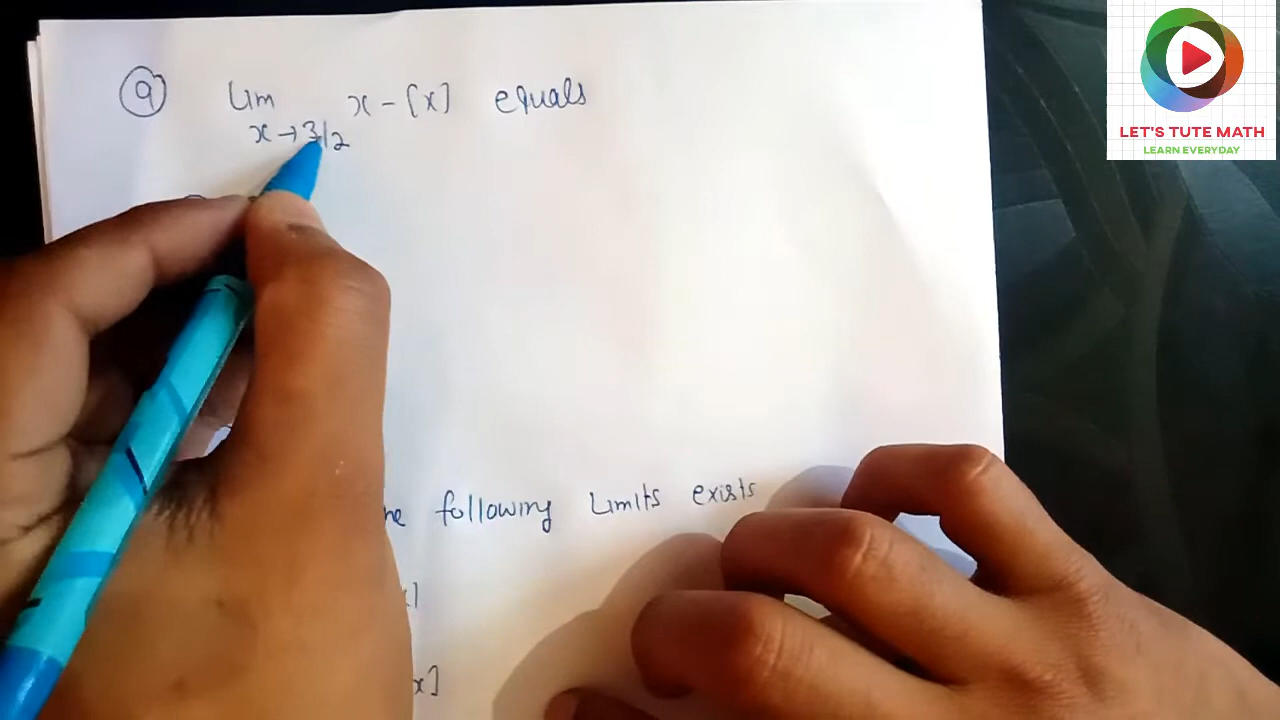 9 Lim x - [x] equals
x → 3/2
following Limits exists
x]
LET'S TUTE MATH
LEARN EVERYDAY